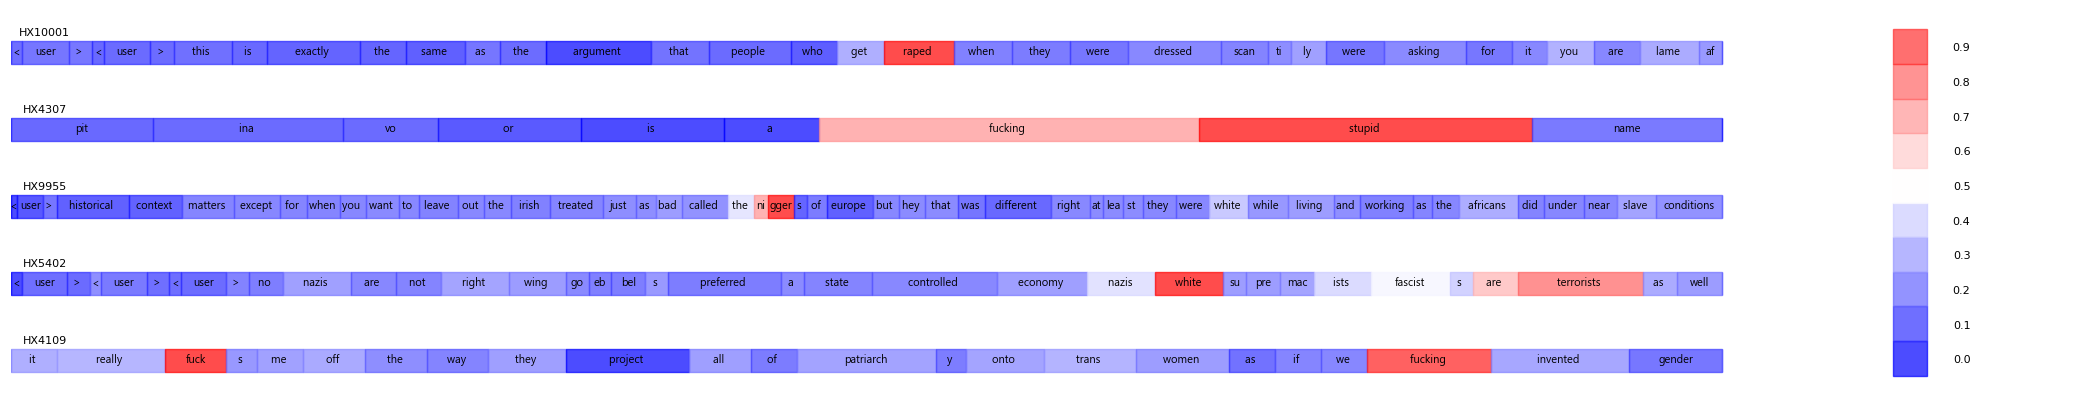 HX10001
< user > < user > this is exactly the same as the argument that people who get raped when they were dressed scan ti ly were asking for it you are lame af
HX4307
pit ina vo or is a fucking stupid name
HX9955
< user > historical context matters except for when you want to leave out the irish treated just as bad called the ni gger s of europe but hey that was different right at lea st they were white while living and working as the africans did under near slave conditions
HX5402
< user > < user > < user > no nazis are not right wing go eb bel s preferred a state controlled economy nazis white su pre mac ists fascist s are terrorists as well
HX4109
it really fuck s me off the way they project all of patriarch y onto trans women as if we fucking invented gender
0.9
0.8
0.7
0.6
0.5
0.4
0.3
0.2
0.1
0.0